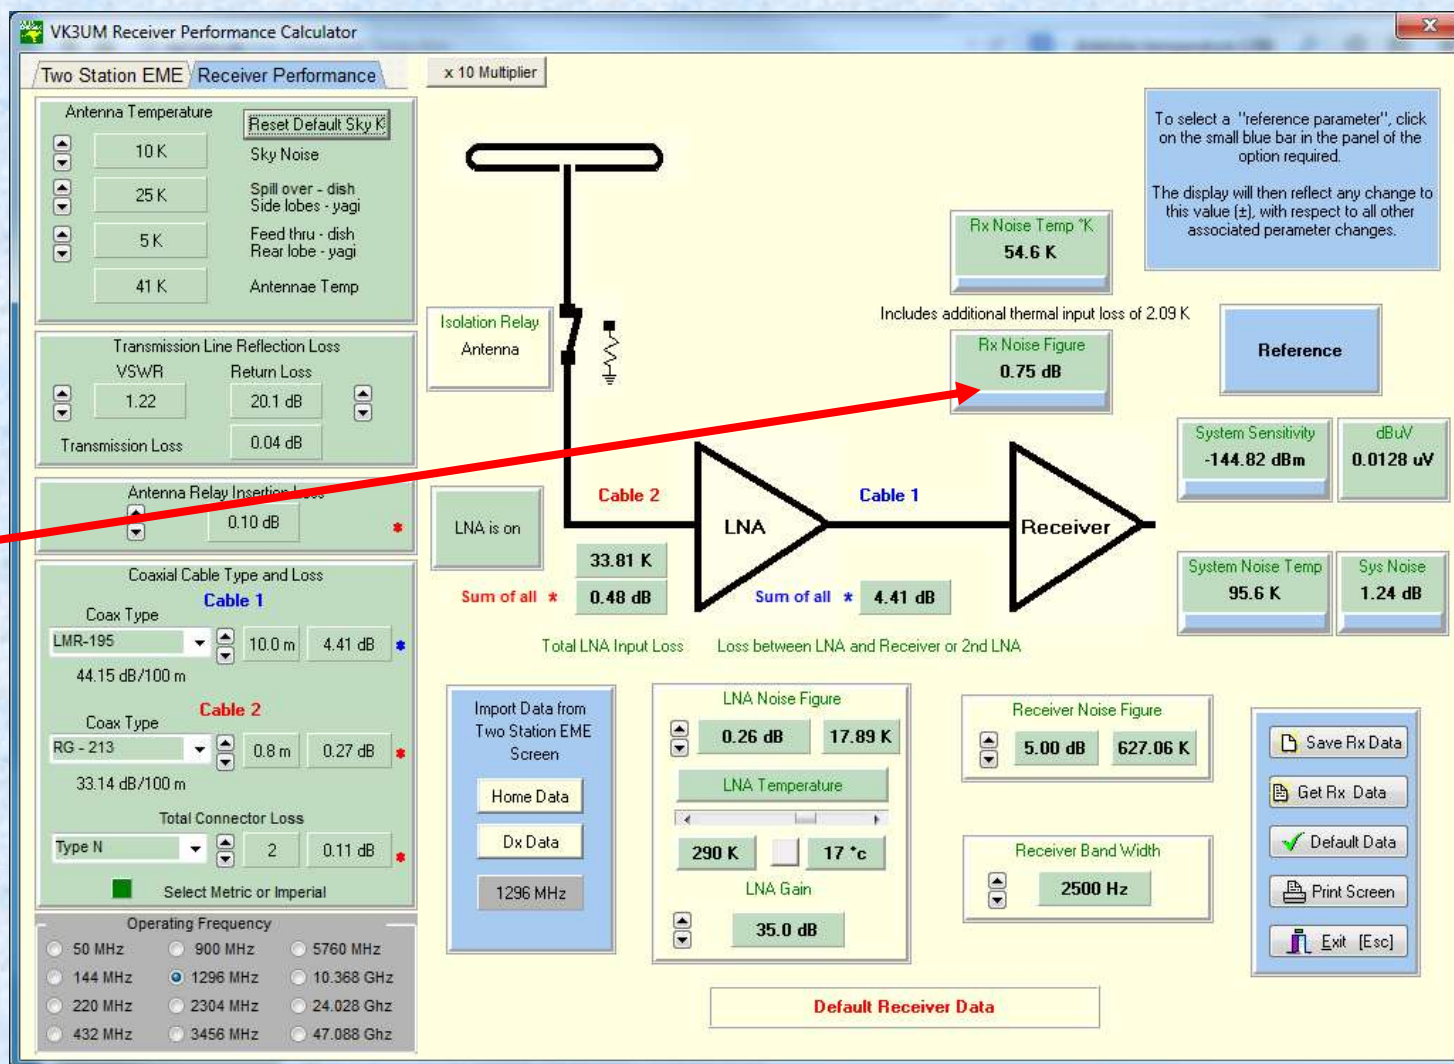 VK3UM Receiver Performance Calculator
Two Station EME
Receiver Performance
x 10 Multiplier
Antenna Temperature
Reset Default Sky K
10 K
Sky Noise
25 K
Spill over - dish
Side lobes - yagi
5 K
Feed thru - dish
Rear lobe - yagi
41 K
Antennae Temp
Transmission Line Reflection Loss
VSWR
Return Loss
1.22
20.1 dB
Transmission Loss
0.04 dB
Antenna Relay Insertion Loss
0.10 dB
*
Coaxial Cable Type and Loss
Cable 1
Coax Type
LMR-195
10.0 m
4.41 dB
*
44.15 dB/100 m
Cable 2
Coax Type
RG - 213
0.8 m
0.27 dB
*
33.14 dB/100 m
Total Connector Loss
Type N
2
0.11 dB
*
Select Metric or Imperial
Operating Frequency
50 MHz
900 MHz
5760 MHz
144 MHz
1296 MHz
10.368 GHz
220 MHz
2304 MHz
24.028 Ghz
432 MHz
3456 MHz
47.088 Ghz
Isolation Relay
Antenna
LNA is on
Cable 2
33.81 K
Sum of all *
0.48 dB
Total LNA Input Loss
LNA
Cable 1
Sum of all *
4.41 dB
Loss between LNA and Receiver or 2nd LNA
Receiver
Rx Noise Temp °K
54.6 K
Includes additional thermal input loss of 2.09 K
Rx Noise Figure
0.75 dB
To select a "reference parameter", click
on the small blue bar in the panel of the
option required.
The display will then reflect any change to
this value (±), with respect to all other
associated perameter changes.
Reference
System Sensitivity
-144.82 dBm
dBuV
0.0128 uV
System Noise Temp
95.6 K
Sys Noise
1.24 dB
Import Data from
Two Station EME
Screen
Home Data
Dx Data
1296 MHz
LNA Noise Figure
0.26 dB
17.89 K
LNA Temperature
290 K
17 °c
LNA Gain
35.0 dB
Receiver Noise Figure
5.00 dB
627.06 K
Receiver Band Width
2500 Hz
Save Rx Data
Get Rx Data
Default Data
Print Screen
Exit [Esc]
Default Receiver Data